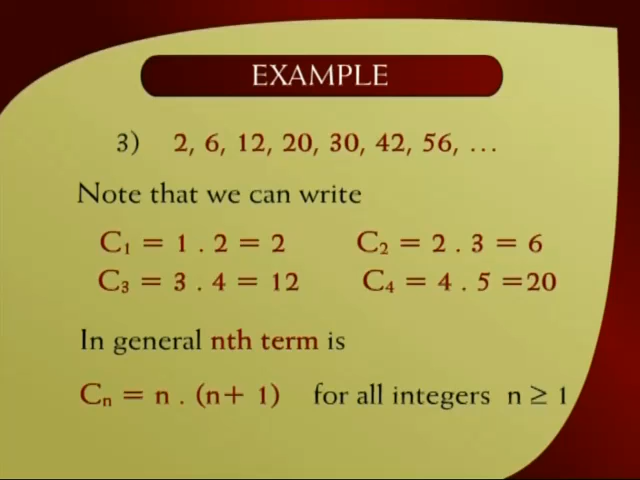 EXAMPLE
3) 2, 6, 12, 20, 30, 42, 56, ...
Note that we can write
C₁ = 1 . 2 = 2 C₂ = 2 . 3 = 6
C₃ = 3 . 4 = 12 C₄ = 4 . 5 =20
In general nth term is
Cₙ = n . (n+ 1) for all integers n ≥ 1